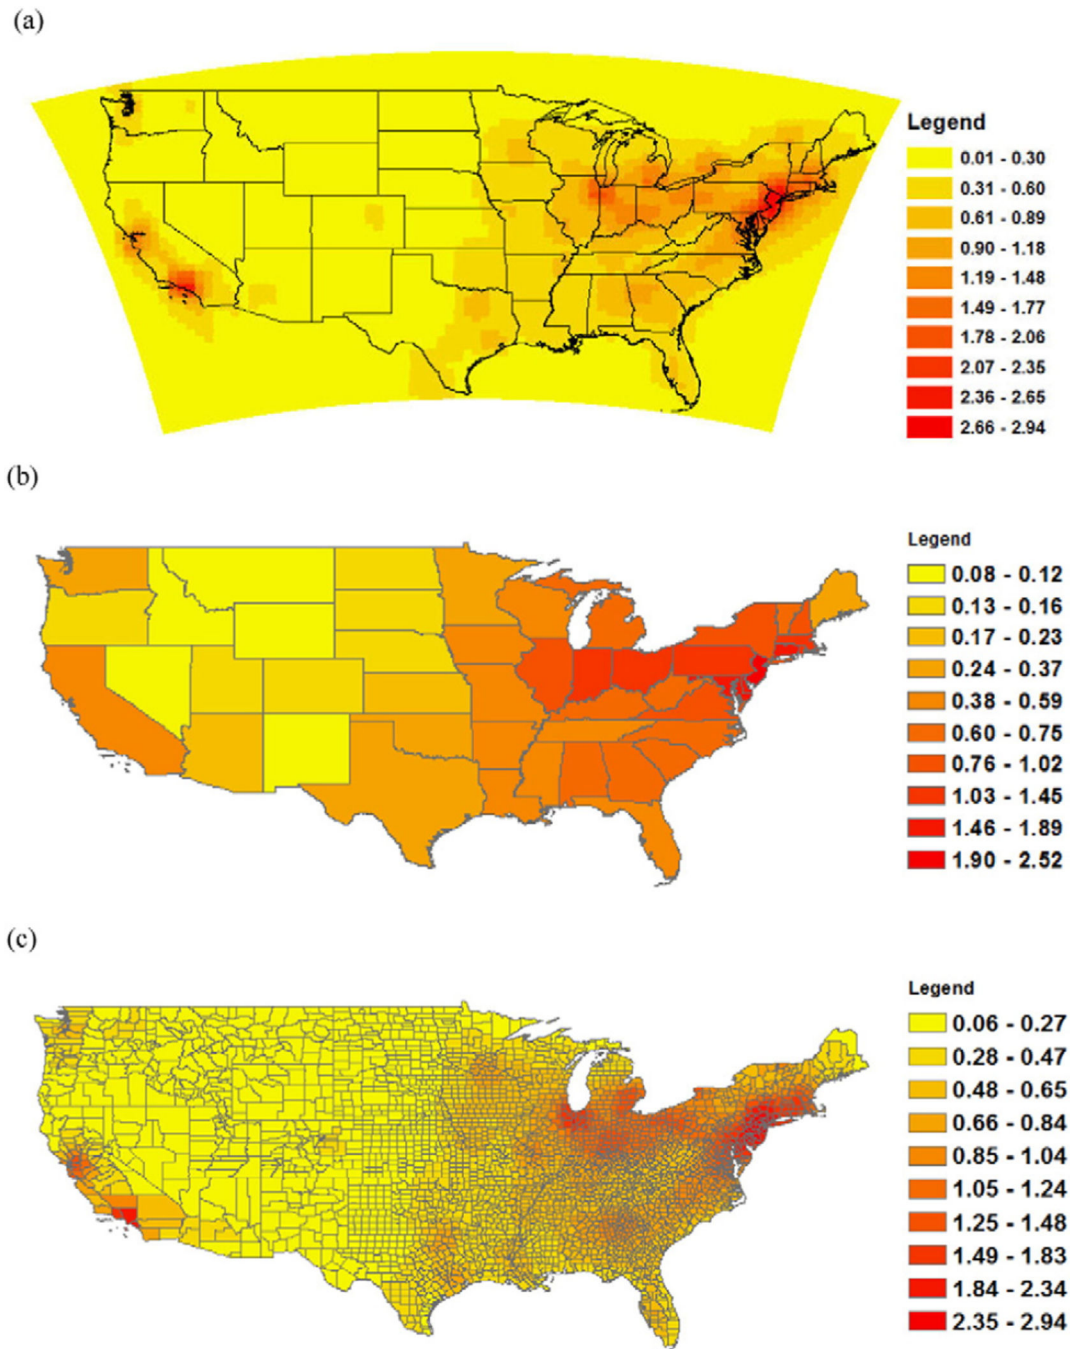 (a)
Legend
0.01 - 0.30
0.31 - 0.60
0.61 - 0.89
0.90 - 1.18
1.19 - 1.48
1.49 - 1.77
1.78 - 2.06
2.07 - 2.35
2.36 - 2.65
2.66 - 2.94
(b)
Legend
0.08 - 0.12
0.13 - 0.16
0.17 - 0.23
0.24 - 0.37
0.38 - 0.59
0.60 - 0.75
0.76 - 1.02
1.03 - 1.45
1.46 - 1.89
1.90 - 2.52
(c)
Legend
0.06 - 0.27
0.28 - 0.47
0.48 - 0.65
0.66 - 0.84
0.85 - 1.04
1.05 - 1.24
1.25 - 1.48
1.49 - 1.83
1.84 - 2.34
2.35 - 2.94